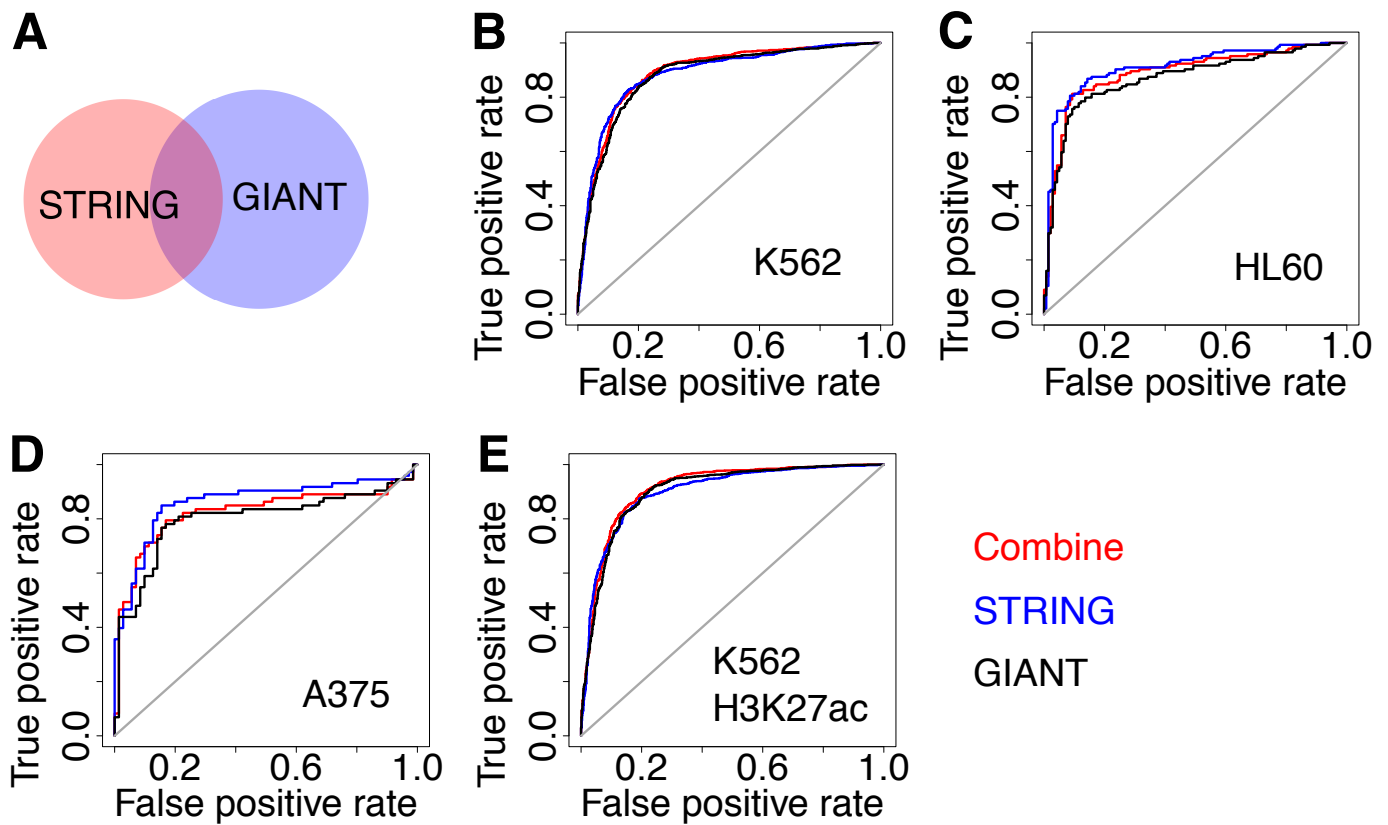 A
STRING
GIANT
B
True positive rate
0.0
0.4
0.8
K562
0.2
0.6
1.0
False positive rate
C
True positive rate
0.0
0.4
0.8
HL60
0.2
0.6
1.0
False positive rate
D
True positive rate
0.0
0.4
0.8
A375
0.2
0.6
1.0
False positive rate
E
True positive rate
0.0
0.4
0.8
K562
H3K27ac
0.2
0.6
1.0
False positive rate
Combine
STRING
GIANT